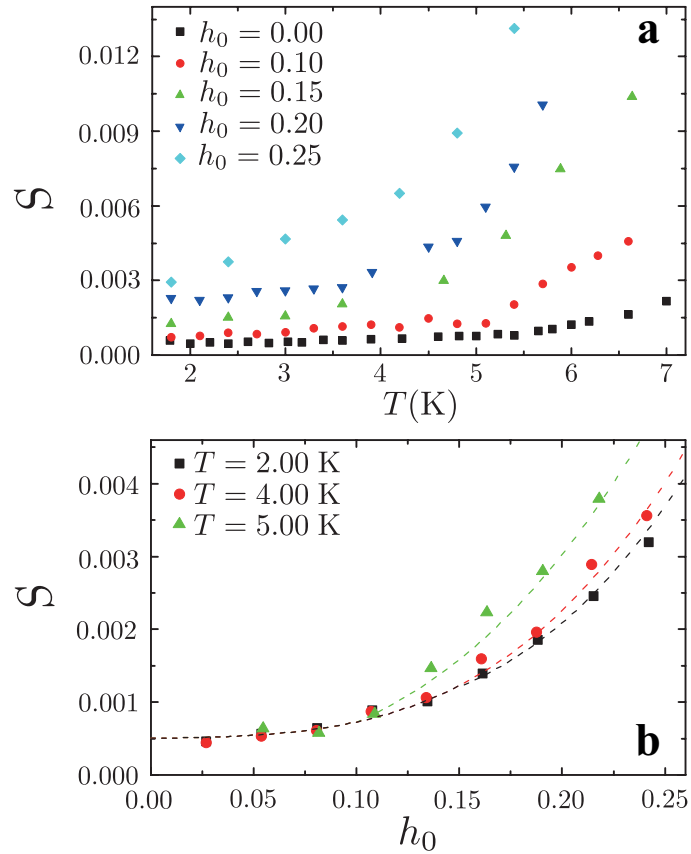 a
h₀ = 0.00
h₀ = 0.10
h₀ = 0.15
h₀ = 0.20
h₀ = 0.25
0.012
0.009
0.006
0.003
0.000
S
2 3 4 5 6 7
T(K)
T = 2.00 K
T = 4.00 K
T = 5.00 K
0.004
0.003
0.002
0.001
0.000
S
b
0.00 0.05 0.10 0.15 0.20 0.25
h₀